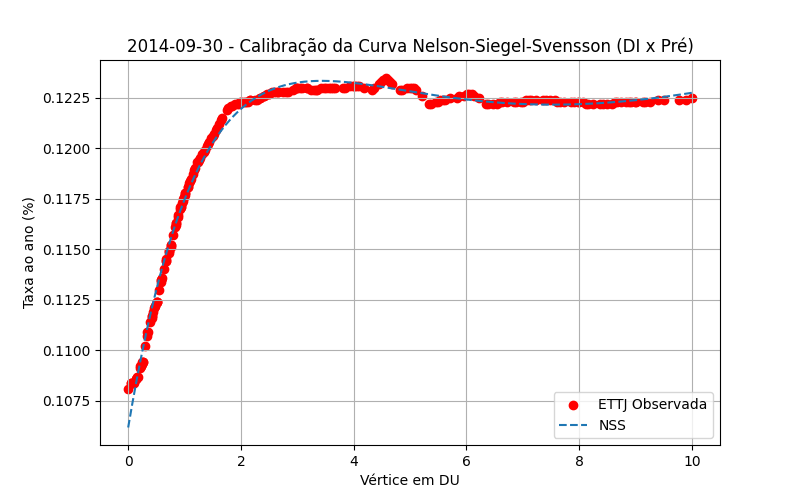 2014-09-30 - Calibração da Curva Nelson-Siegel-Svensson (DI x Pré)
Taxa ao ano (%)
0.1225
0.1200
0.1175
0.1150
0.1125
0.1100
0.1075
ETTJ Observada
NSS
0 2 4 6 8 10
Vértice em DU